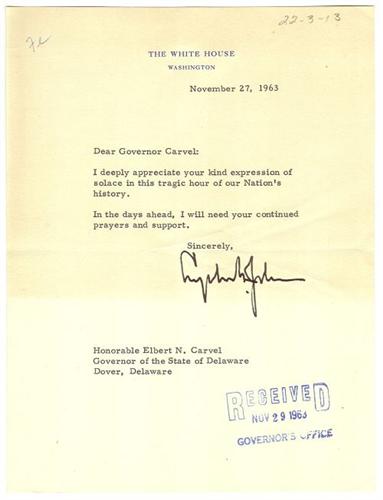 22-3-13
THE WHITE HOUSE
WASHINGTON
November 27, 1963
Dear Governor Carvel:
I deeply appreciate your kind expression of
solace in this tragic hour of our Nation's
history.
In the days ahead, I will need your continued
prayers and support.
Sincerely,
Honorable Elbert N. Carvel
Governor of the State of Delaware
Dover, Delaware
RECEIVED
NOV 29 1963
GOVERNOR'S OFFICE